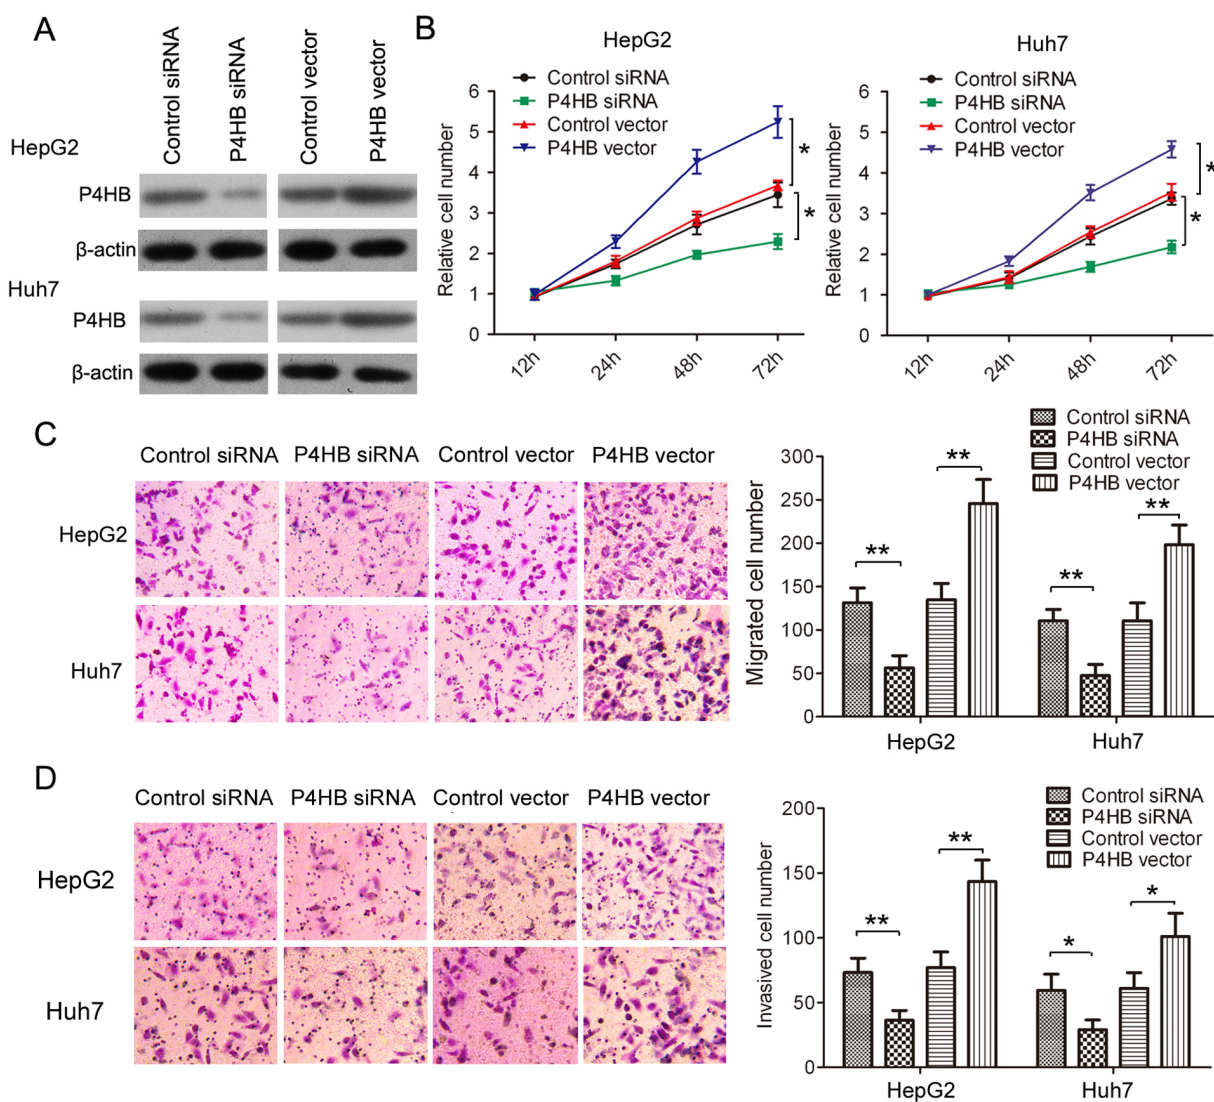 A
Control siRNA
P4HB siRNA
Control vector
P4HB vector
HepG2
P4HB
β-actin
Huh7
P4HB
β-actin
B
HepG2
Control siRNA
P4HB siRNA
Control vector
P4HB vector
Relative cell number
6
5
4
3
2
1
0
12h
24h
48h
72h
*
*
Huh7
Control siRNA
P4HB siRNA
Control vector
P4HB vector
Relative cell number
6
5
4
3
2
1
0
12h
24h
48h
72h
*
*
C
Control siRNA
P4HB siRNA
Control vector
P4HB vector
HepG2
Huh7
Control siRNA
P4HB siRNA
Control vector
P4HB vector
Migrated cell number
300
250
200
150
100
50
0
**
**
**
**
HepG2
Huh7
D
Control siRNA
P4HB siRNA
Control vector
P4HB vector
HepG2
Huh7
Control siRNA
P4HB siRNA
Control vector
P4HB vector
Invasived cell number
200
150
100
50
0
**
**
*
*
HepG2
Huh7